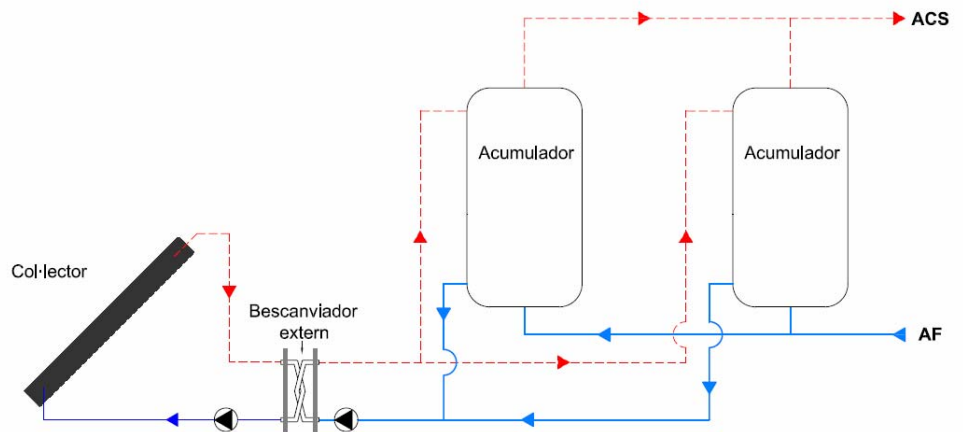 ACS
Acumulador
Acumulador
Col·lector
Bescanviador
extern
AF